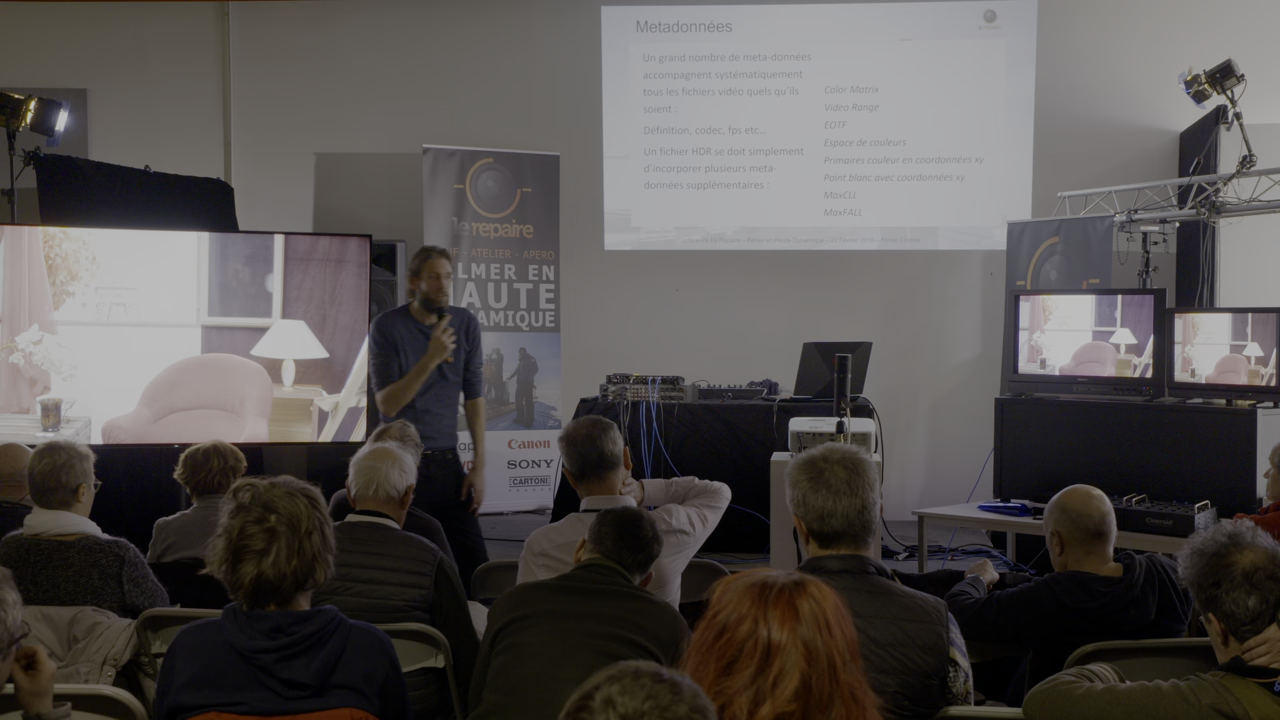 Metadonnées
Un grand nombre de meta-données
accompagnent systématiquement
tous les fichiers vidéo quels qu'ils
soient :
Définition, codec, fps etc...
Un fichier HDR se doit simplement
d'incorporer plusieurs meta-
données supplémentaires :
Color Matrix
Video Range
EOTF
Espace de couleurs
Primaires couleur en coordonnées xy
Point blanc avec coordonnées xy
MaxCLL
MaxFALL
le repaire
ATELIER - APERO
LMER EN
AUTE
AMIQUE
Canon
SONY
CARTONI
FRANCE